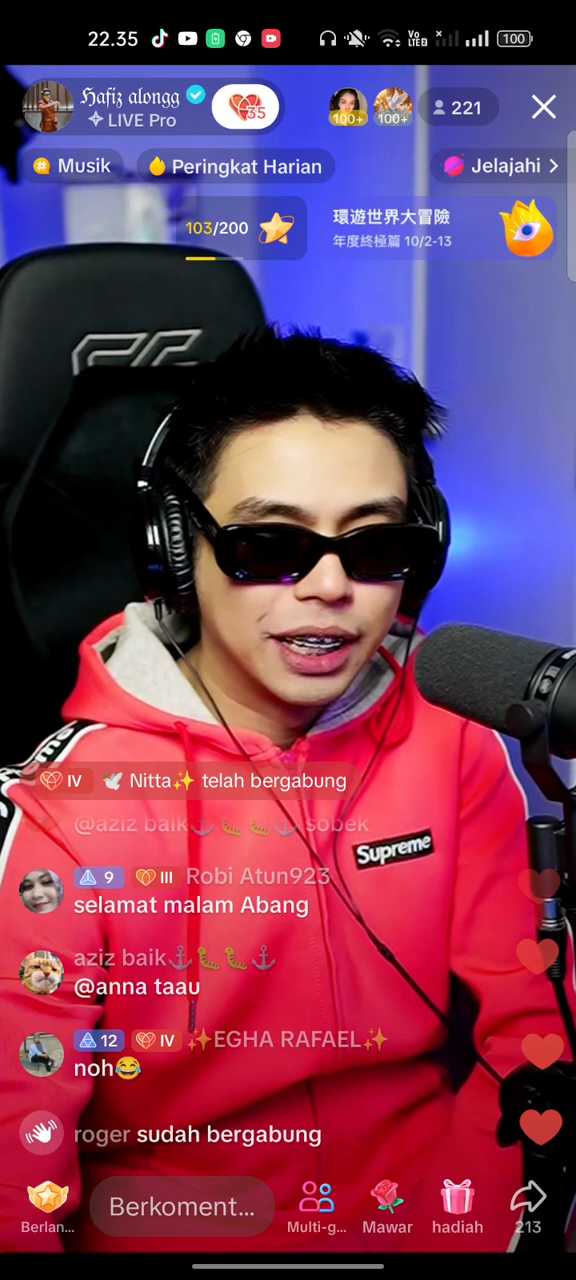 22.35
Vo
LTE2
100
Hafiz alongg
LIVE Pro
35
100+
100+
221
Musik
Peringkat Harian
Jelajahi >
103/200
環遊世界大冒險
年度終極篇 10/2-13
IV 🕊️ Nitta✨ telah bergabung
@aziz baik⚓🐛🐛⚓ sobek
Supreme
9 III Robi Atun923
selamat malam Abang
aziz baik⚓🐛🐛⚓
@anna taau
12 IV ✨EGHA RAFAEL✨
noh😂
roger sudah bergabung
Berkoment...
Berlan...
Multi-g...
Mawar
hadiah
213